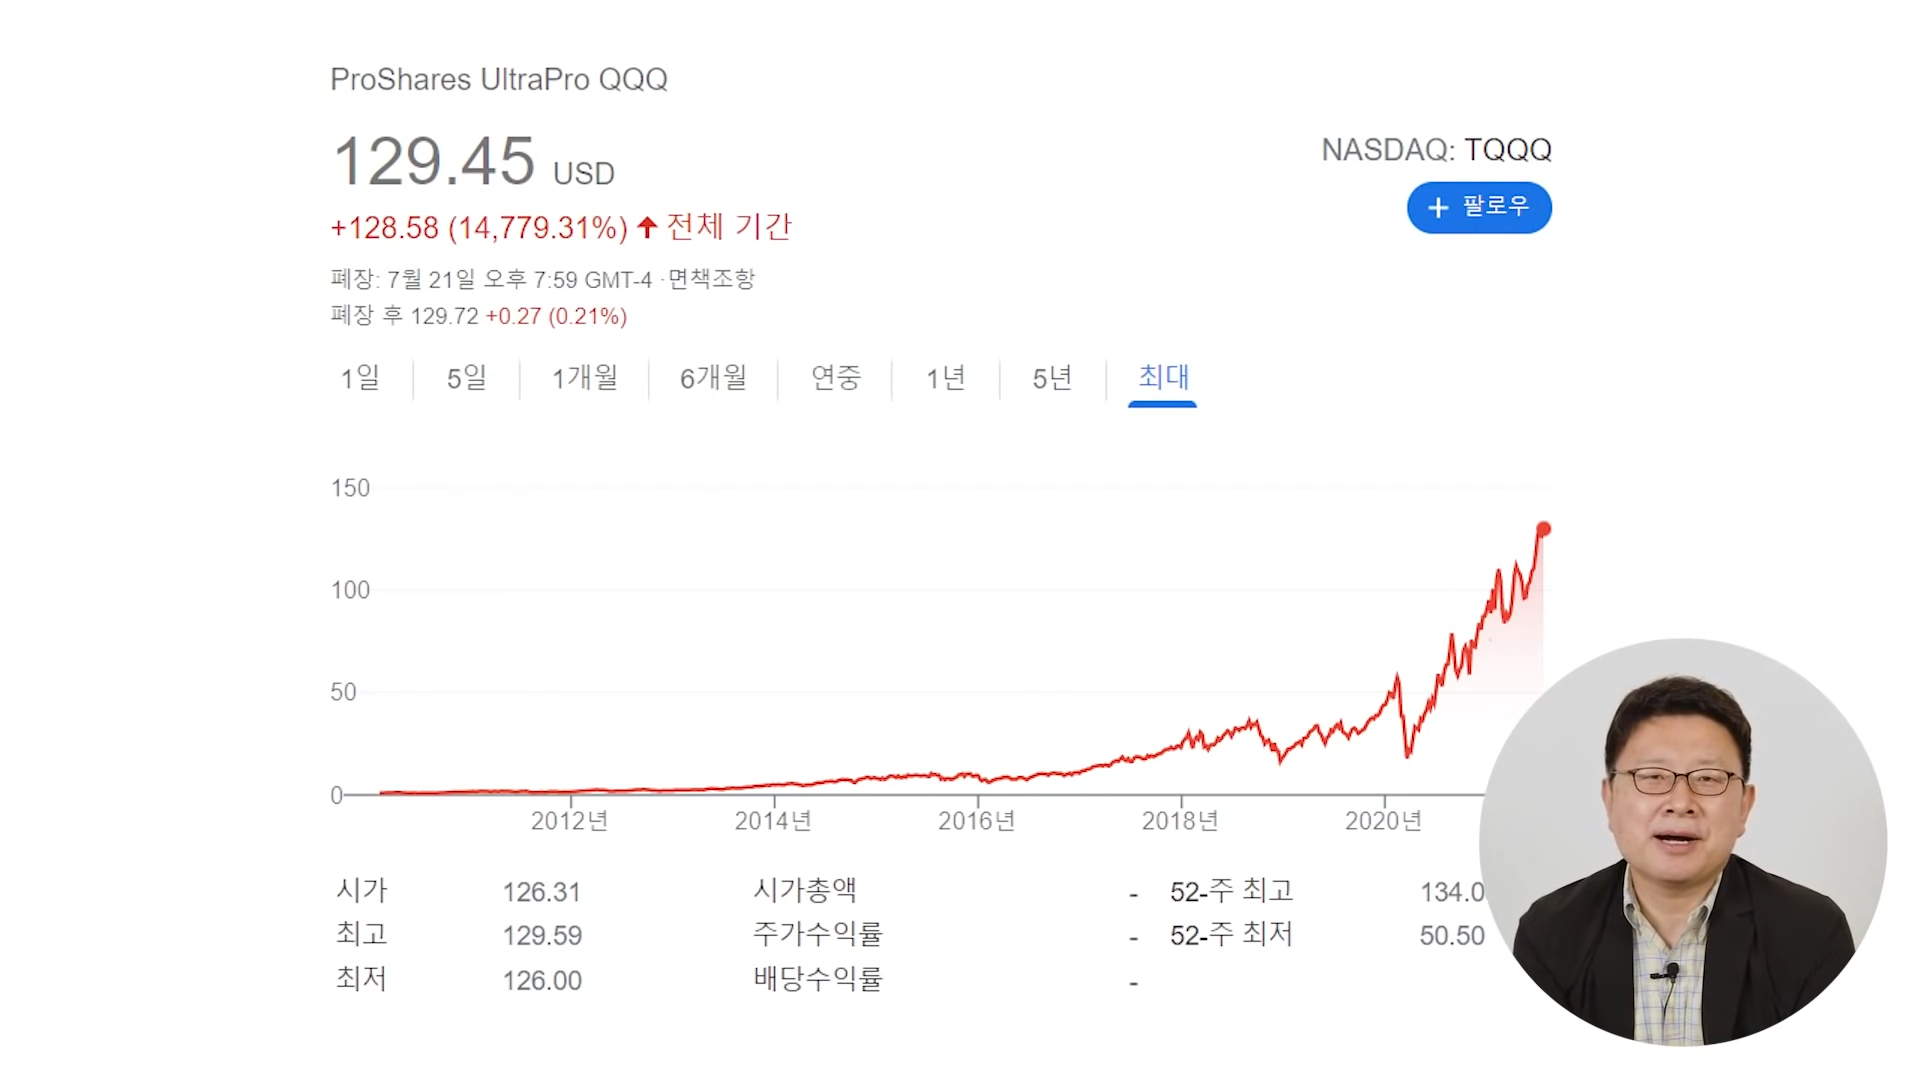 ProShares UltraPro QQQ
129.45 USD
NASDAQ: TQQQ
+ 팔로우
+128.58 (14,779.31%) 전체 기간
폐장: 7월 21일 오후 7:59 GMT-4 ·면책조항
폐장 후 129.72 +0.27 (0.21%)
1일 5일 1개월 6개월 연중 1년 5년 최대
150
100
50
0
2012년 2014년 2016년 2018년 2020년
시가 126.31 시가총액 - 52-주 최고 134.0
최고 129.59 주가수익률 - 52-주 최저 50.50
최저 126.00 배당수익률 -